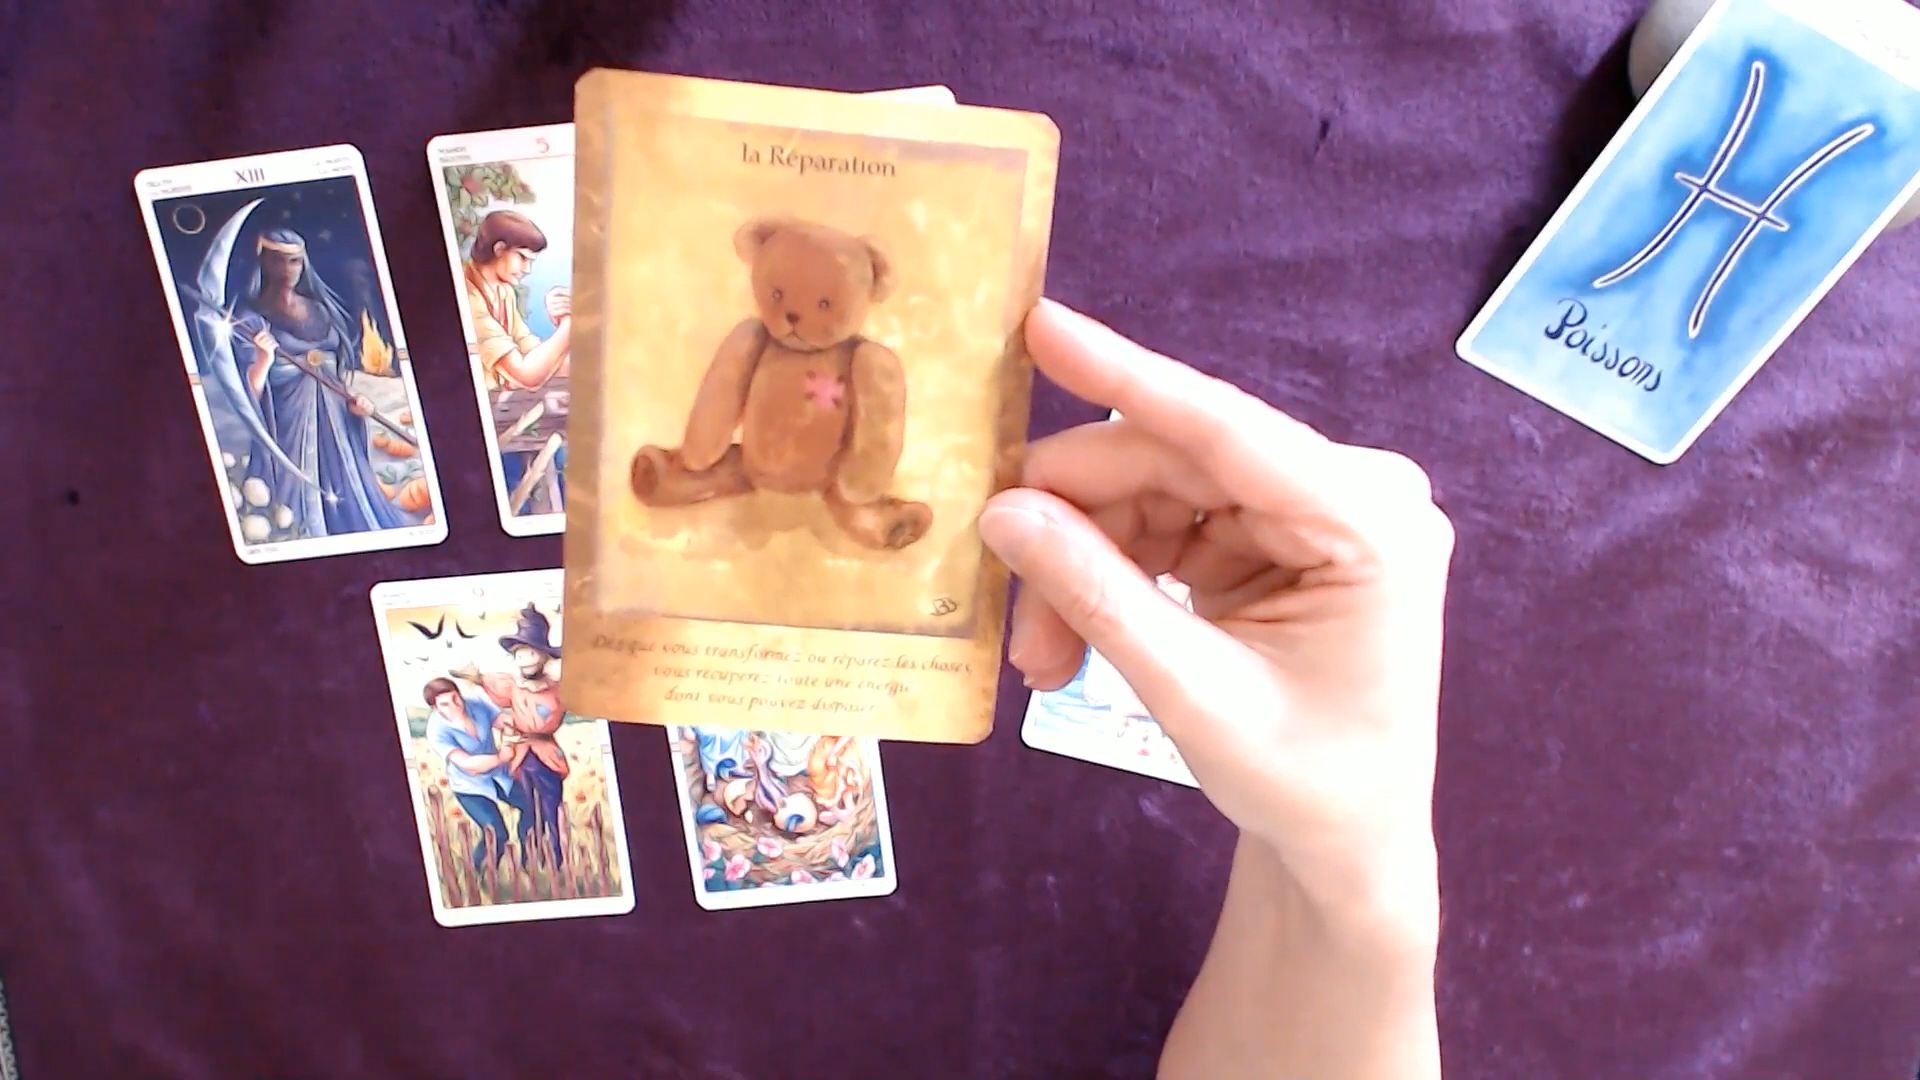 XIII
5
la Réparation
Poissons
9
Dès que vous transformez ou réparez les choses,
vous récupérez toute une énergie
dont vous pouvez disposer